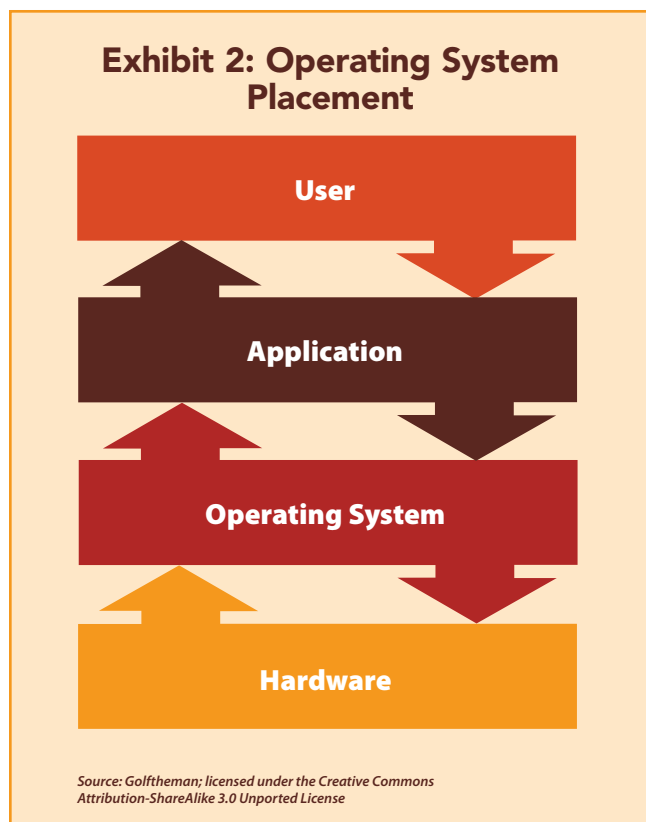 Exhibit 2: Operating System
Placement
User
Application
Operating System
Hardware
Source: Golftheman; licensed under the Creative Commons
Attribution-ShareAlike 3.0 Unported License